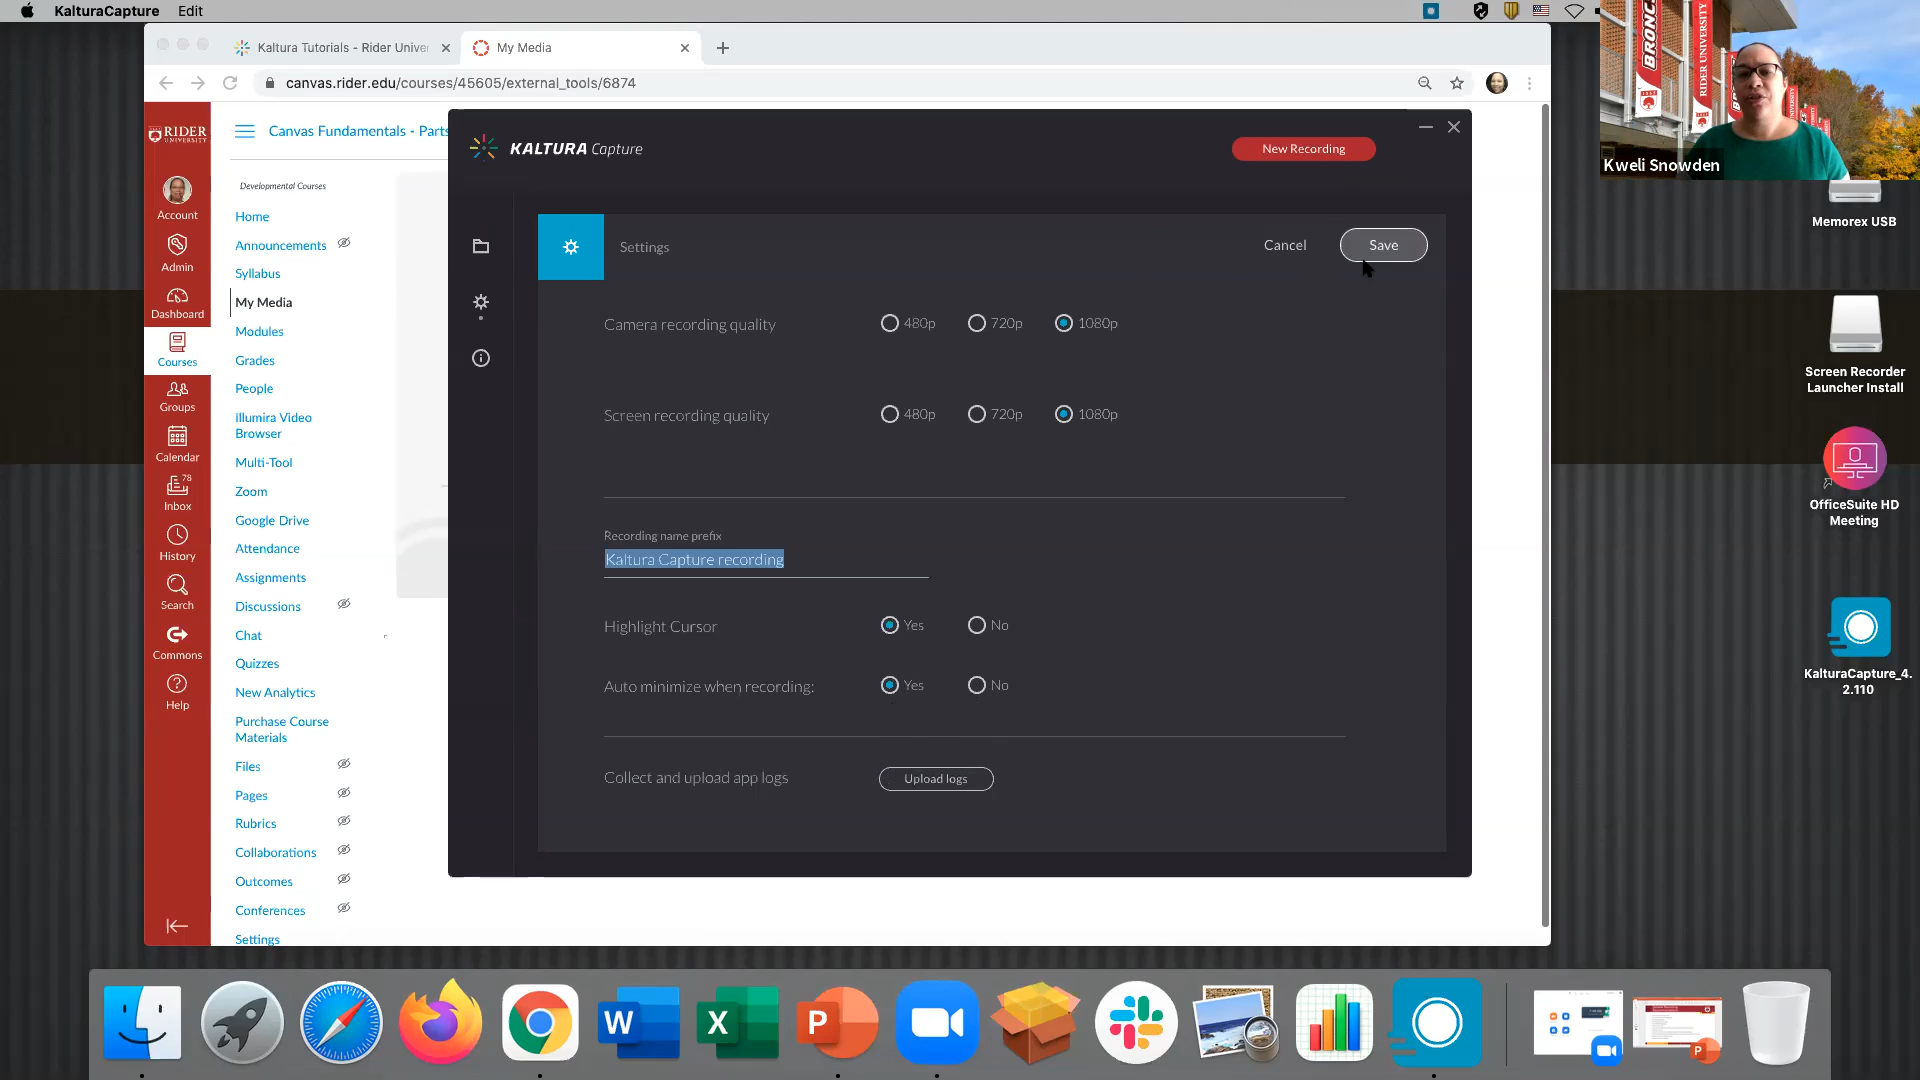 KalturaCapture Edit
Kaltura Tutorials - Rider Unive
My Media
canvas.rider.edu/courses/45605/external_tools/6874
RIDER
UNIVERSITY
Canvas Fundamentals - Parts
Developmental Courses
Account
Admin
Dashboard
Courses
Groups
Calendar
78
Inbox
History
Search
Commons
Help
Home
Announcements
Syllabus
My Media
Modules
Grades
People
illumira Video
Browser
Multi-Tool
Zoom
Google Drive
Attendance
Assignments
Discussions
Chat
Quizzes
New Analytics
Purchase Course
Materials
Files
Pages
Rubrics
Collaborations
Outcomes
Conferences
Settings
KALTURA Capture
New Recording
Settings
Cancel
Save
Camera recording quality 480p 720p 1080p
Screen recording quality 480p 720p 1080p
Recording name prefix
Kaltura Capture recording
Highlight Cursor Yes No
Auto minimize when recording: Yes No
Collect and upload app logs Upload logs
BRONCS
RIDER UNIVERSITY
Kweli Snowden
Memorex USB
Screen Recorder
Launcher Install
OfficeSuite HD
Meeting
KalturaCapture_4.
2.110
W
X
P
P